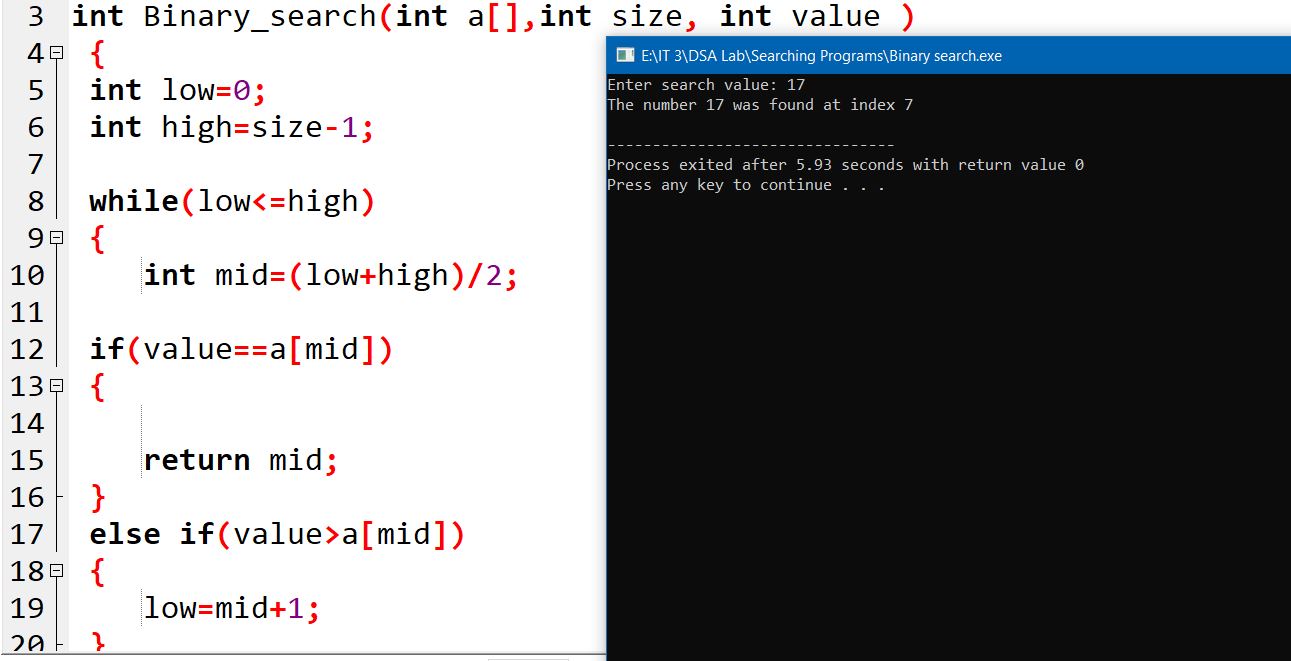 3 int Binary_search(int a[],int size, int value )
4 {
5 int low=0;
6 int high=size-1;
7
8 while(low<=high)
9 {
10 int mid=(low+high)/2;
11
12 if(value==a[mid])
13 {
14
15 return mid;
16 }
17 else if(value>a[mid])
18 {
19 low=mid+1;
20 }
E:\IT 3\DSA Lab\Searching Programs\Binary search.exe
Enter search value: 17
The number 17 was found at index 7
--------------------------------
Process exited after 5.93 seconds with return value 0
Press any key to continue . . .